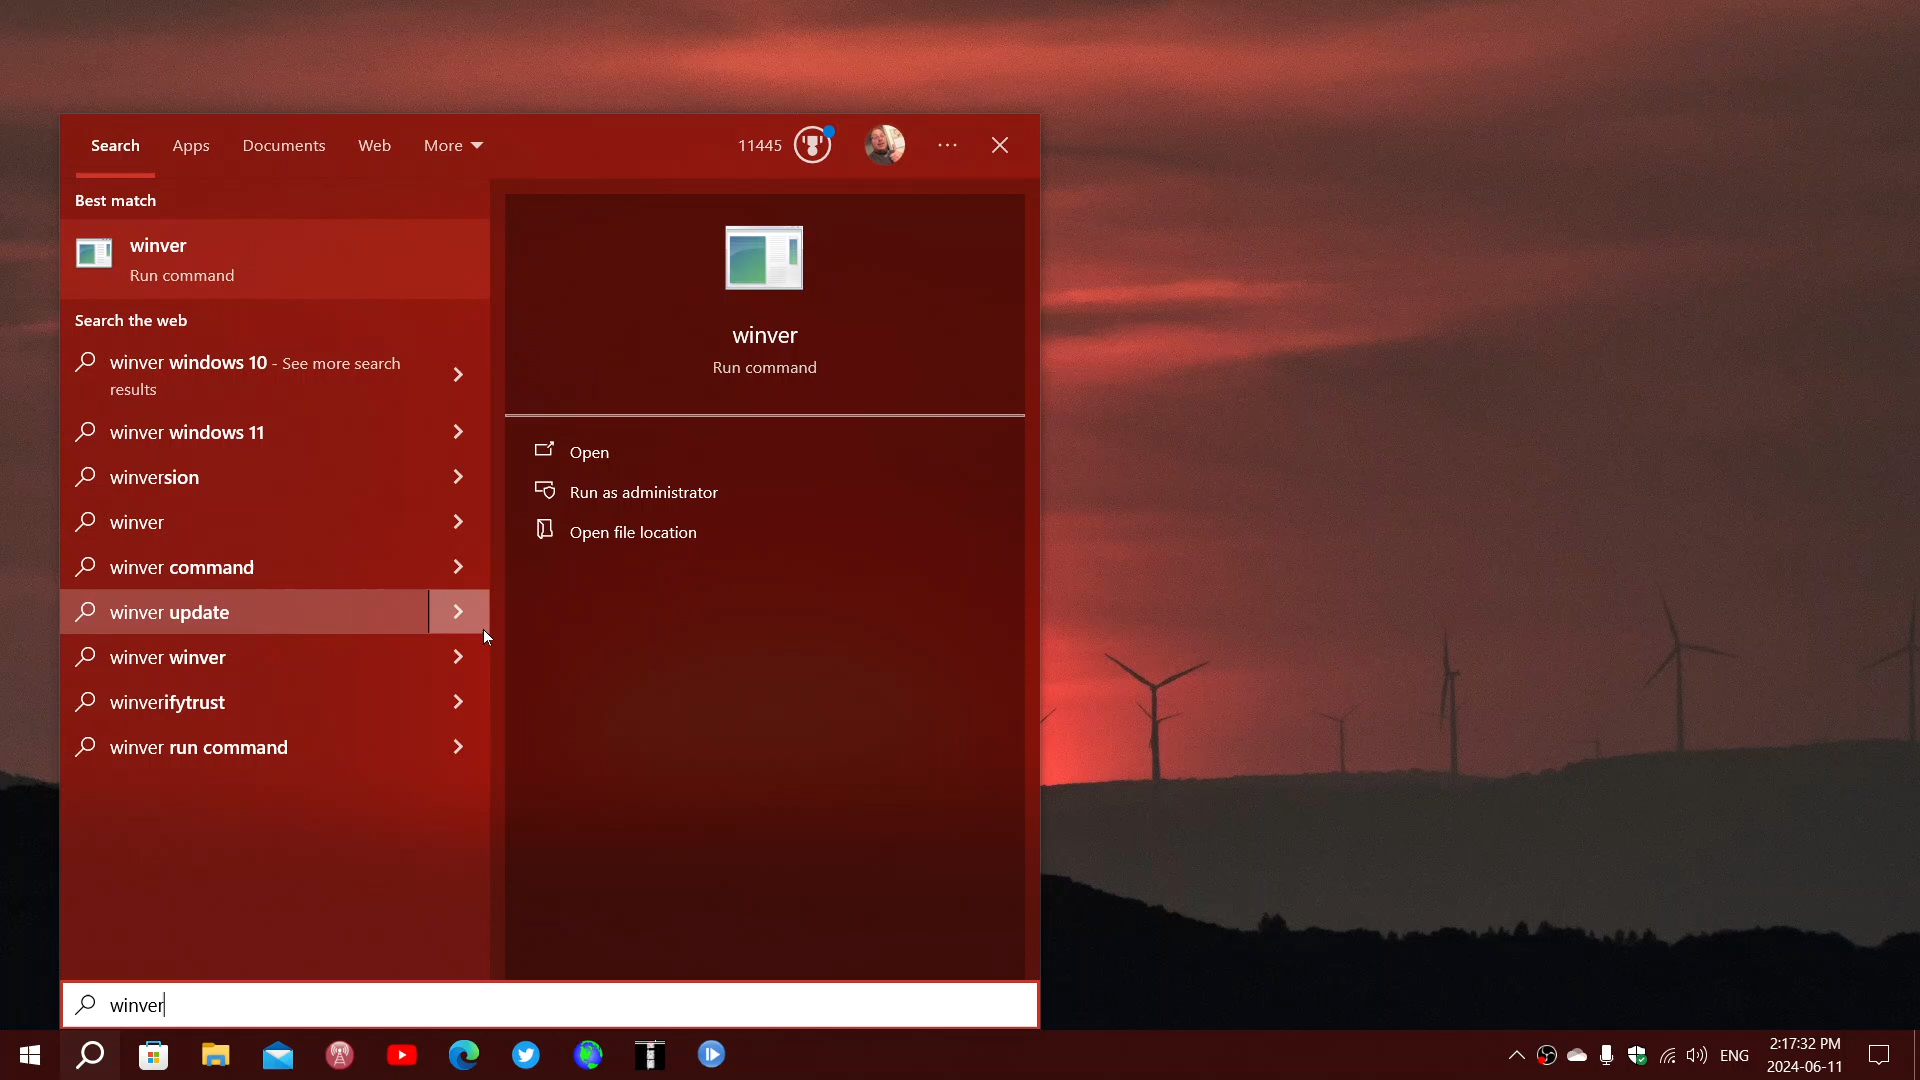 Search
Apps
Documents
Web
More
11445
Best match
winver
Run command
Search the web
winver windows 10 - See more search
results
winver windows 11
winversion
winver
winver command
winver update
winver winver
winverifytrust
winver run command
winver
Run command
Open
Run as administrator
Open file location
winver
ENG
2:17:32 PM
2024-06-11